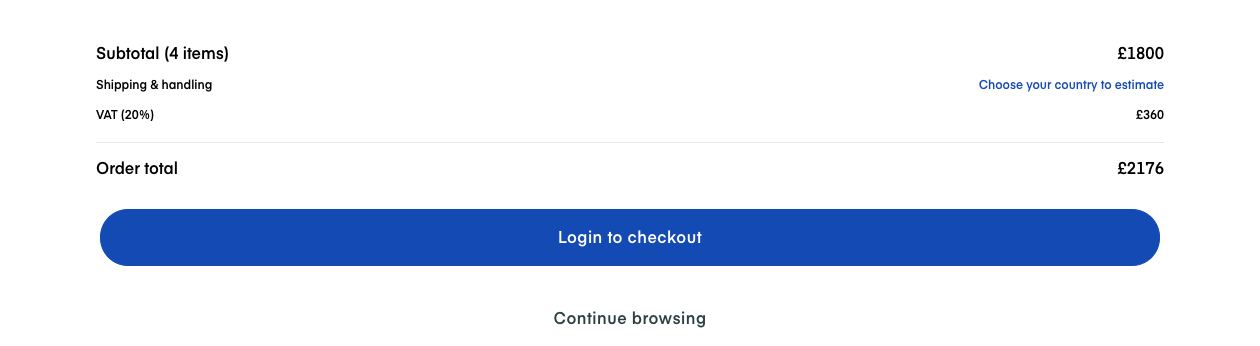 Subtotal (4 items) £1800
Shipping & handling Choose your country to estimate
VAT (20%) £360
Order total £2176
Login to checkout
Continue browsing